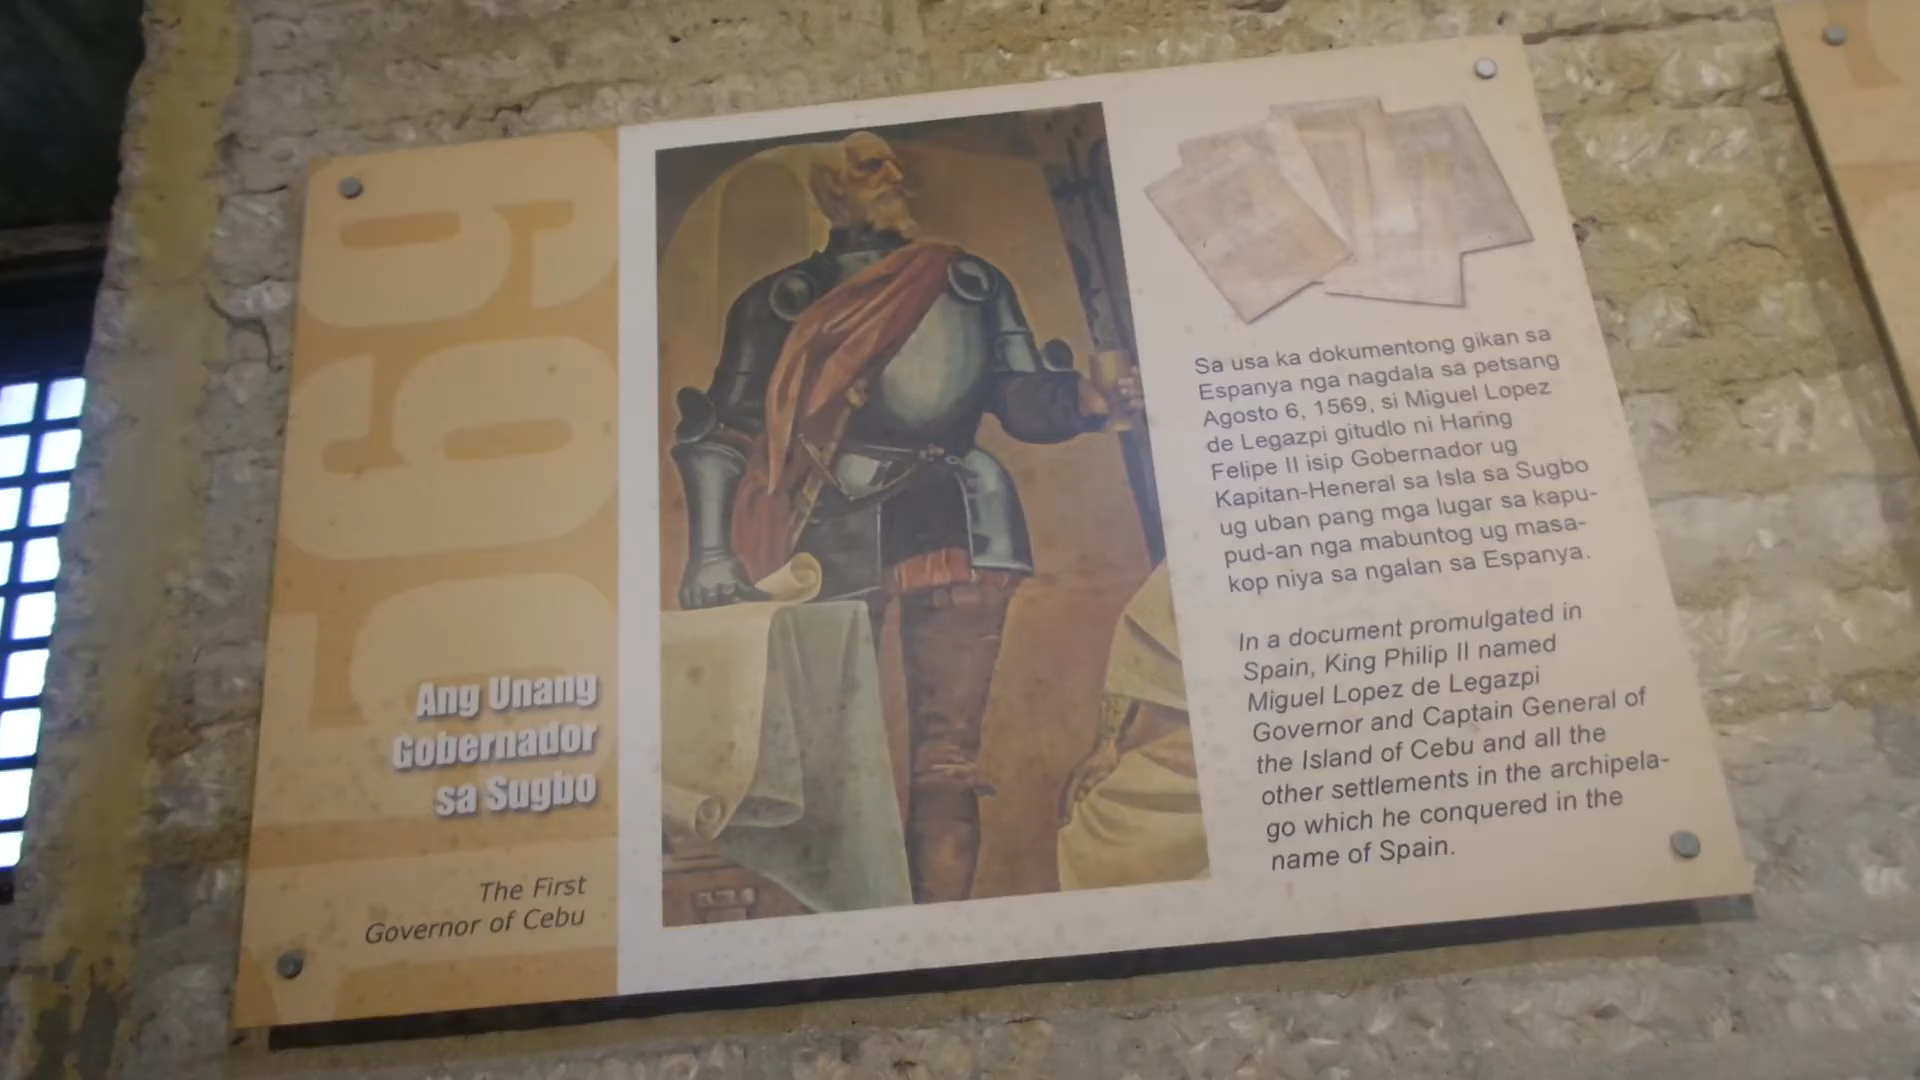 1569
Ang Unang
Gobernador
sa Sugbo
The First
Governor of Cebu
Sa usa ka dokumentong gikan sa
Espanya nga nagdala sa petsang
Agosto 6, 1569, si Miguel Lopez
de Legazpi gitudlo ni Haring
Felipe II isip Gobernador ug
Kapitan-Heneral sa Isla sa Sugbo
ug uban pang mga lugar sa kapu-
pud-an nga mabuntog ug masa-
kop niya sa ngalan sa Espanya.
In a document promulgated in
Spain, King Philip II named
Miguel Lopez de Legazpi
Governor and Captain General of
the Island of Cebu and all the
other settlements in the archipela-
go which he conquered in the
name of Spain.